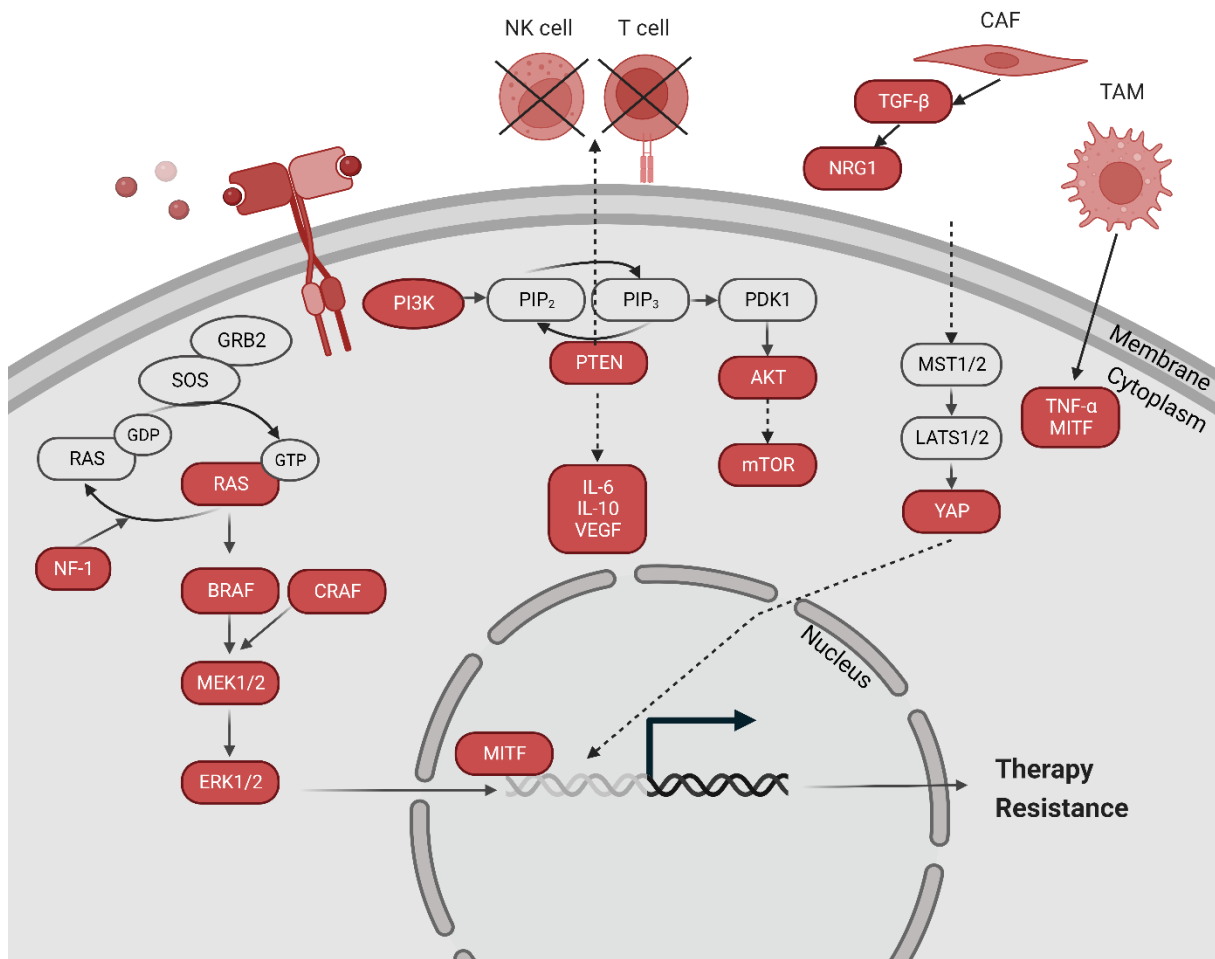 NK cell
T cell
CAF
TAM
TGF-β
NRG1
PI3K
PIP₂
PIP₃
PDK1
GRB2
SOS
PTEN
AKT
MST1/2
Membrane
Cytoplasm
TNF-α
MITF
GDP
RAS
GTP
RAS
LATS1/2
mTOR
IL-6
IL-10
VEGF
YAP
NF-1
BRAF
CRAF
Nucleus
MEK1/2
MITF
ERK1/2
Therapy
Resistance